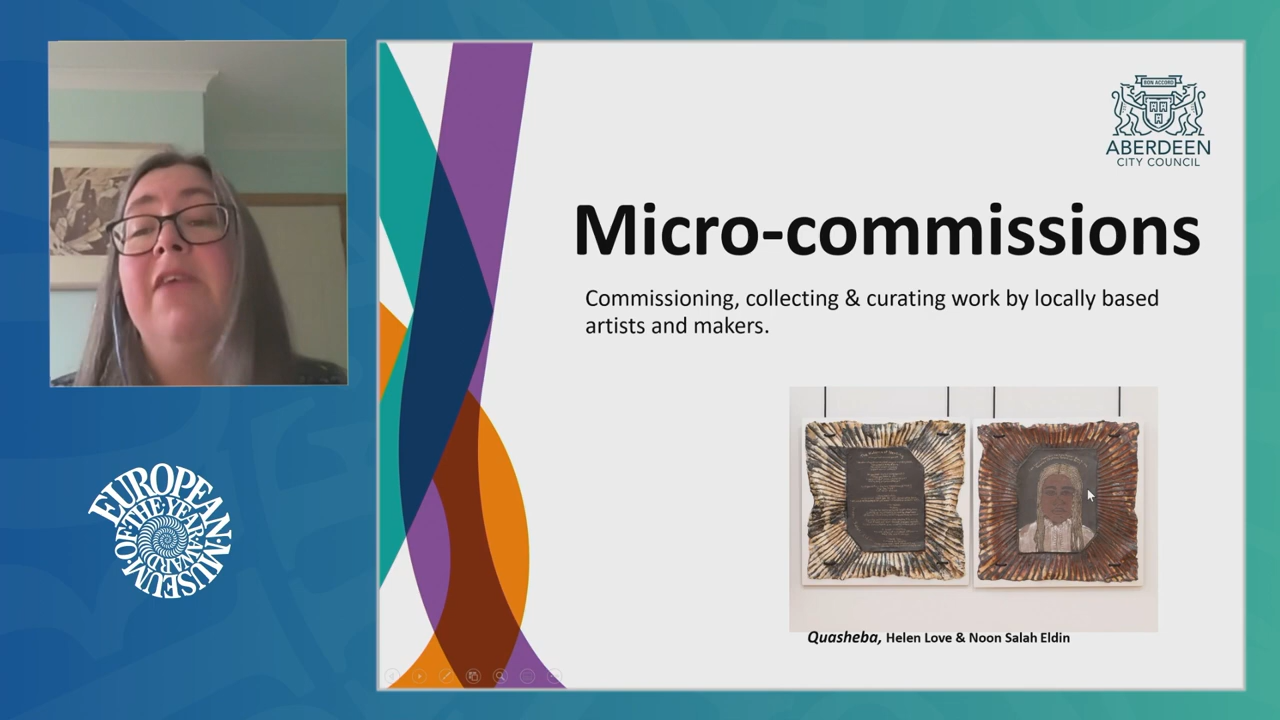 BON ACCORD
ABERDEEN
CITY COUNCIL
Micro-commissions
Commissioning, collecting & curating work by locally based
artists and makers.
Quasheba, Helen Love & Noon Salah Eldin
EUROPEAN MUSEUM
OF THE YEAR AWARD